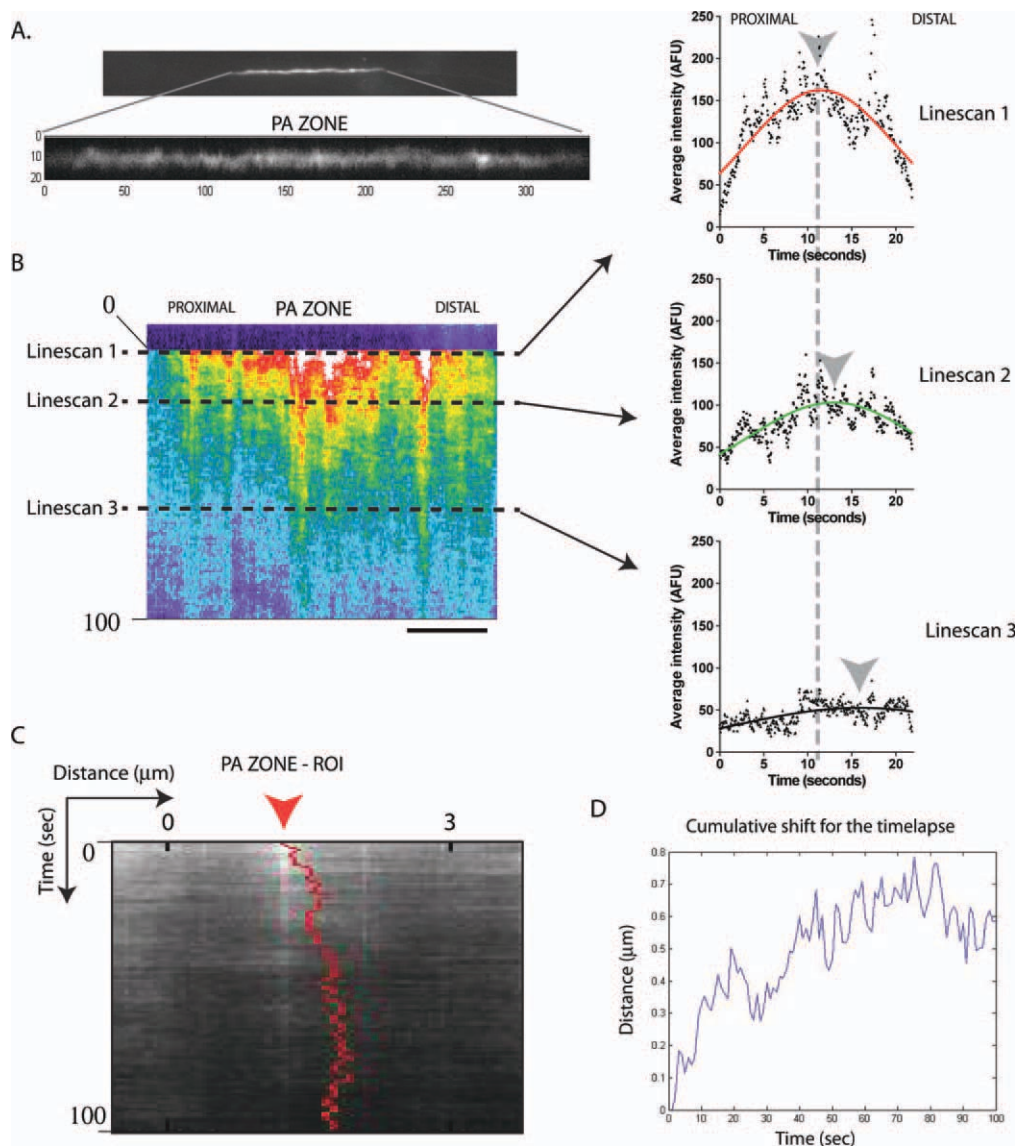 A.
PA ZONE
0
10
20
0 50 100 150 200 250 300
PROXIMAL DISTAL
250
200
150
100
50
0
Average intensity (AFU)
0 5 10 15 20
Time (seconds)
Linescan 1
B
0
PROXIMAL PA ZONE DISTAL
Linescan 1
Linescan 2
Linescan 3
100
250
200
150
100
50
0
Average intensity (AFU)
0 5 10 15 20
Time (seconds)
Linescan 2
250
200
150
100
50
0
Average intensity (AFU)
0 5 10 15 20
Time (seconds)
Linescan 3
C
Distance (μm)
PA ZONE - ROI
Time (sec)
0 3
0
100
D
Cumulative shift for the timelapse
0.8
0.7
0.6
0.5
0.4
0.3
0.2
0.1
0
Distance (μm)
0 10 20 30 40 50 60 70 80 90 100
Time (sec)